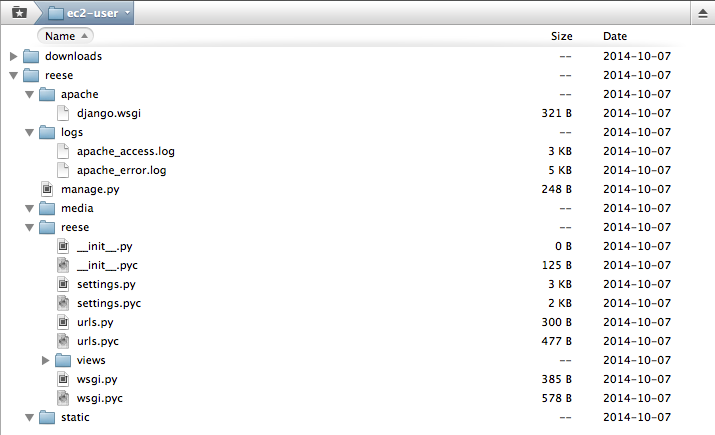 ec2-user
Name Size Date
downloads -- 2014-10-07
reese -- 2014-10-07
apache -- 2014-10-07
django.wsgi 321 B 2014-10-07
logs -- 2014-10-07
apache_access.log 3 KB 2014-10-07
apache_error.log 5 KB 2014-10-07
manage.py 248 B 2014-10-07
media -- 2014-10-07
reese -- 2014-10-07
__init__.py 0 B 2014-10-07
__init__.pyc 125 B 2014-10-07
settings.py 3 KB 2014-10-07
settings.pyc 2 KB 2014-10-07
urls.py 300 B 2014-10-07
urls.pyc 477 B 2014-10-07
views -- 2014-10-07
wsgi.py 385 B 2014-10-07
wsgi.pyc 578 B 2014-10-07
static -- 2014-10-07